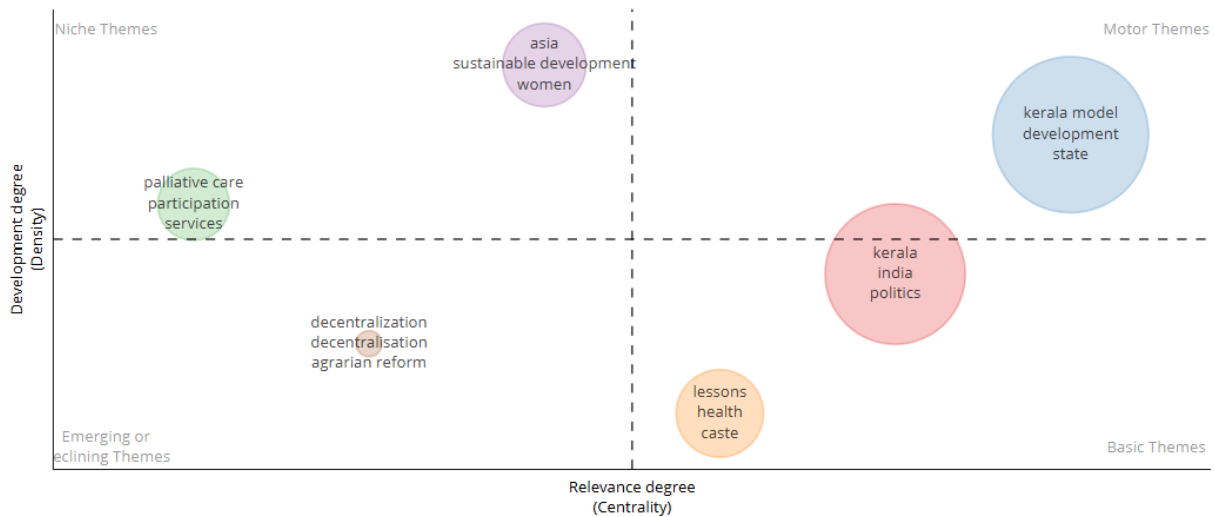 Niche Themes
Motor Themes
asia
sustainable development
women
kerala model
development
state
palliative care
participation
services
Development degree
(Density)
kerala
india
politics
decentralization
decentralisation
agrarian reform
lessons
health
caste
Emerging or
eclining Themes
Basic Themes
Relevance degree
(Centrality)